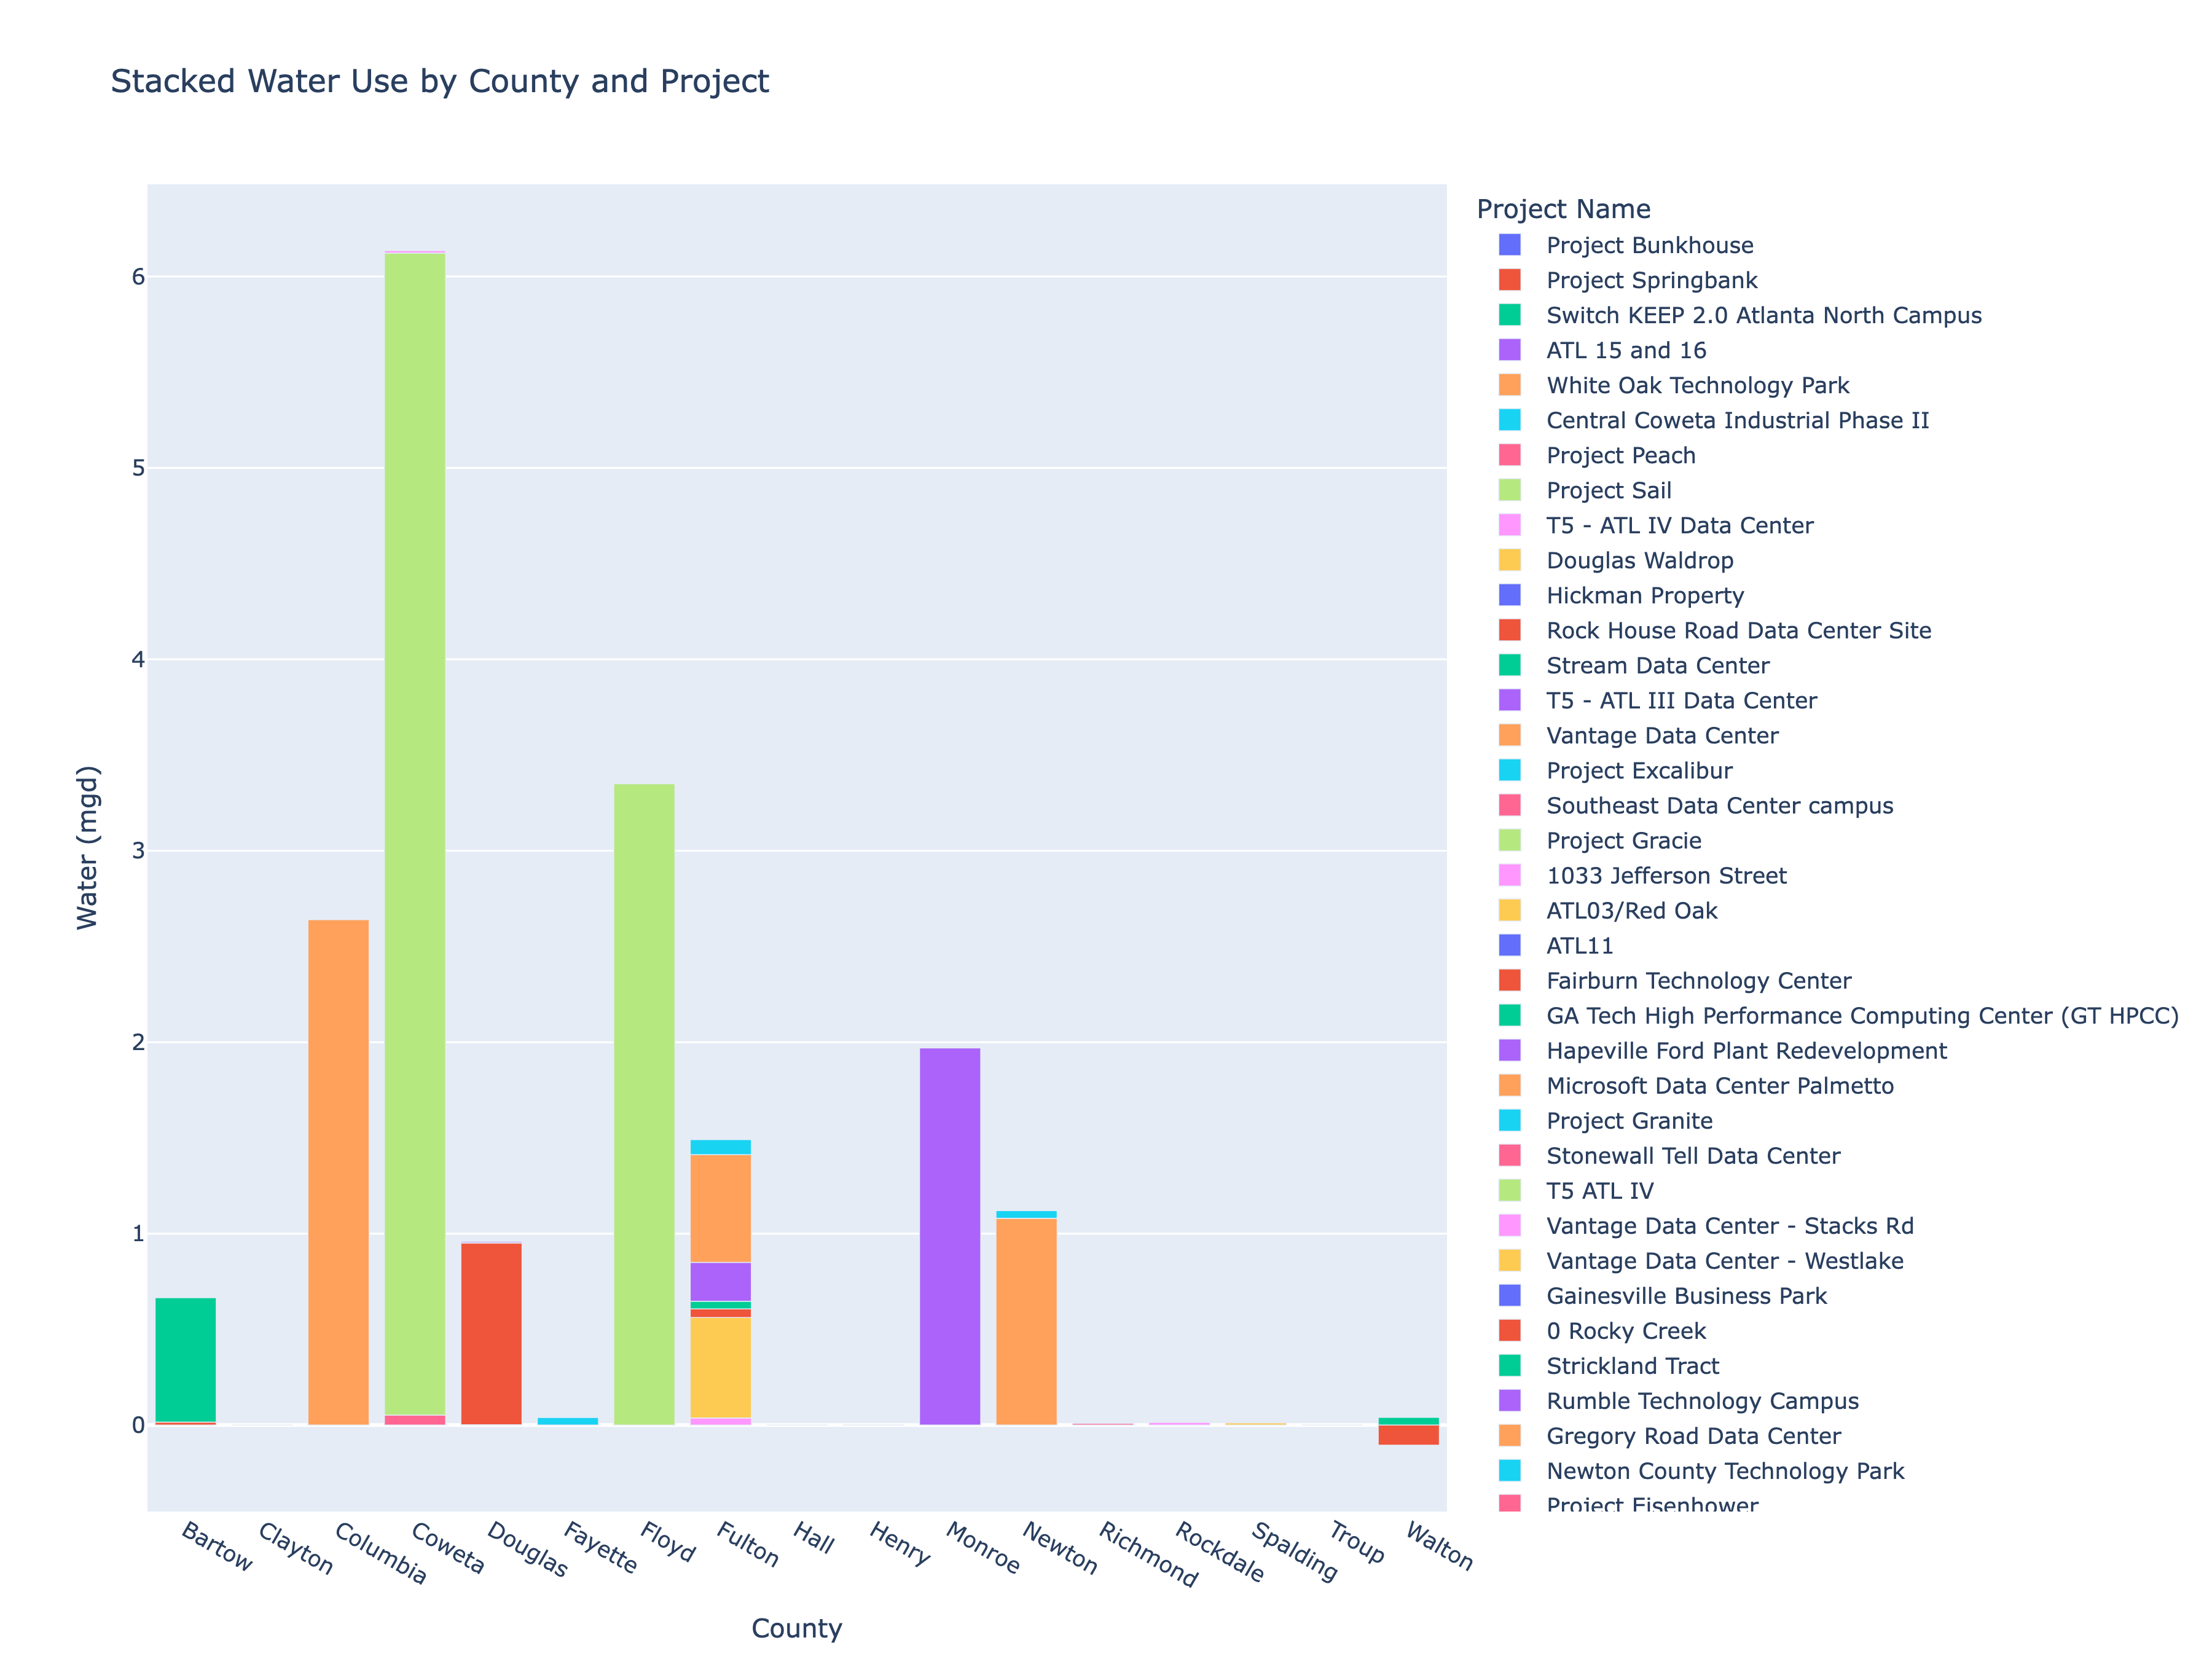 Stacked Water Use by County and Project
Project Name
Project Bunkhouse
Project Springbank
Switch KEEP 2.0 Atlanta North Campus
ATL 15 and 16
White Oak Technology Park
Central Coweta Industrial Phase II
Project Peach
Project Sail
T5 - ATL IV Data Center
Douglas Waldrop
Hickman Property
Rock House Road Data Center Site
Stream Data Center
T5 - ATL III Data Center
Vantage Data Center
Project Excalibur
Southeast Data Center campus
Project Gracie
1033 Jefferson Street
ATL03/Red Oak
ATL11
Fairburn Technology Center
GA Tech High Performance Computing Center (GT HPCC)
Hapeville Ford Plant Redevelopment
Microsoft Data Center Palmetto
Project Granite
Stonewall Tell Data Center
T5 ATL IV
Vantage Data Center - Stacks Rd
Vantage Data Center - Westlake
Gainesville Business Park
0 Rocky Creek
Strickland Tract
Rumble Technology Campus
Gregory Road Data Center
Newton County Technology Park
Project Eisenhower
6
5
4
3
2
1
0
Water (mgd)
Bartow
Clayton
Columbia
Coweta
Douglas
Fayette
Floyd
Fulton
Hall
Henry
Monroe
Newton
Richmond
Rockdale
Spalding
Troup
Walton
County